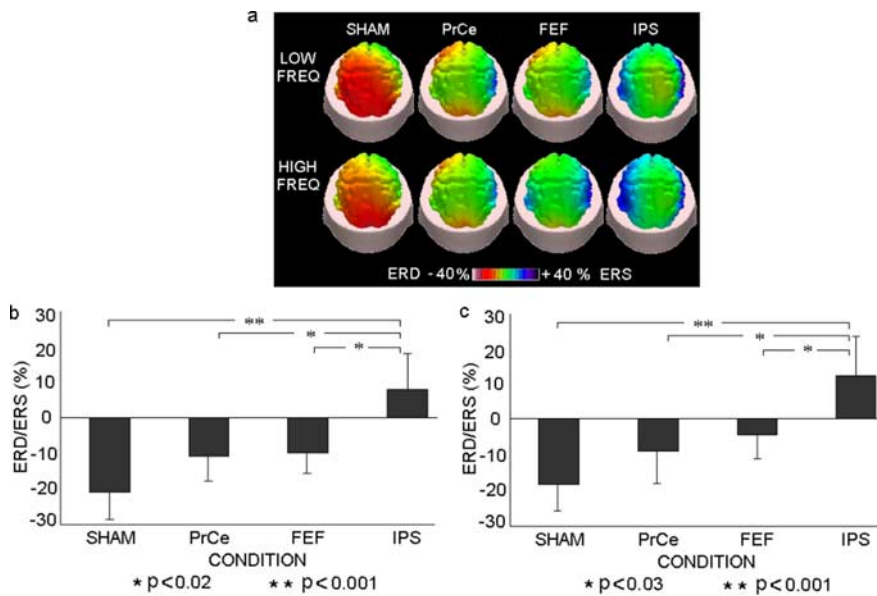 a
SHAM PrCe FEF IPS
LOW
FREQ
HIGH
FREQ
ERD -40% +40 % ERS
b
30
20
10
0
-10
-20
-30
ERD/ERS (%)
** 
*
*
SHAM PrCe FEF IPS
CONDITION
* p<0.02 ** p<0.001
c
30
20
10
0
-10
-20
-30
ERD/ERS (%)
**
*
*
SHAM PrCe FEF IPS
CONDITION
* p<0.03 ** p<0.001